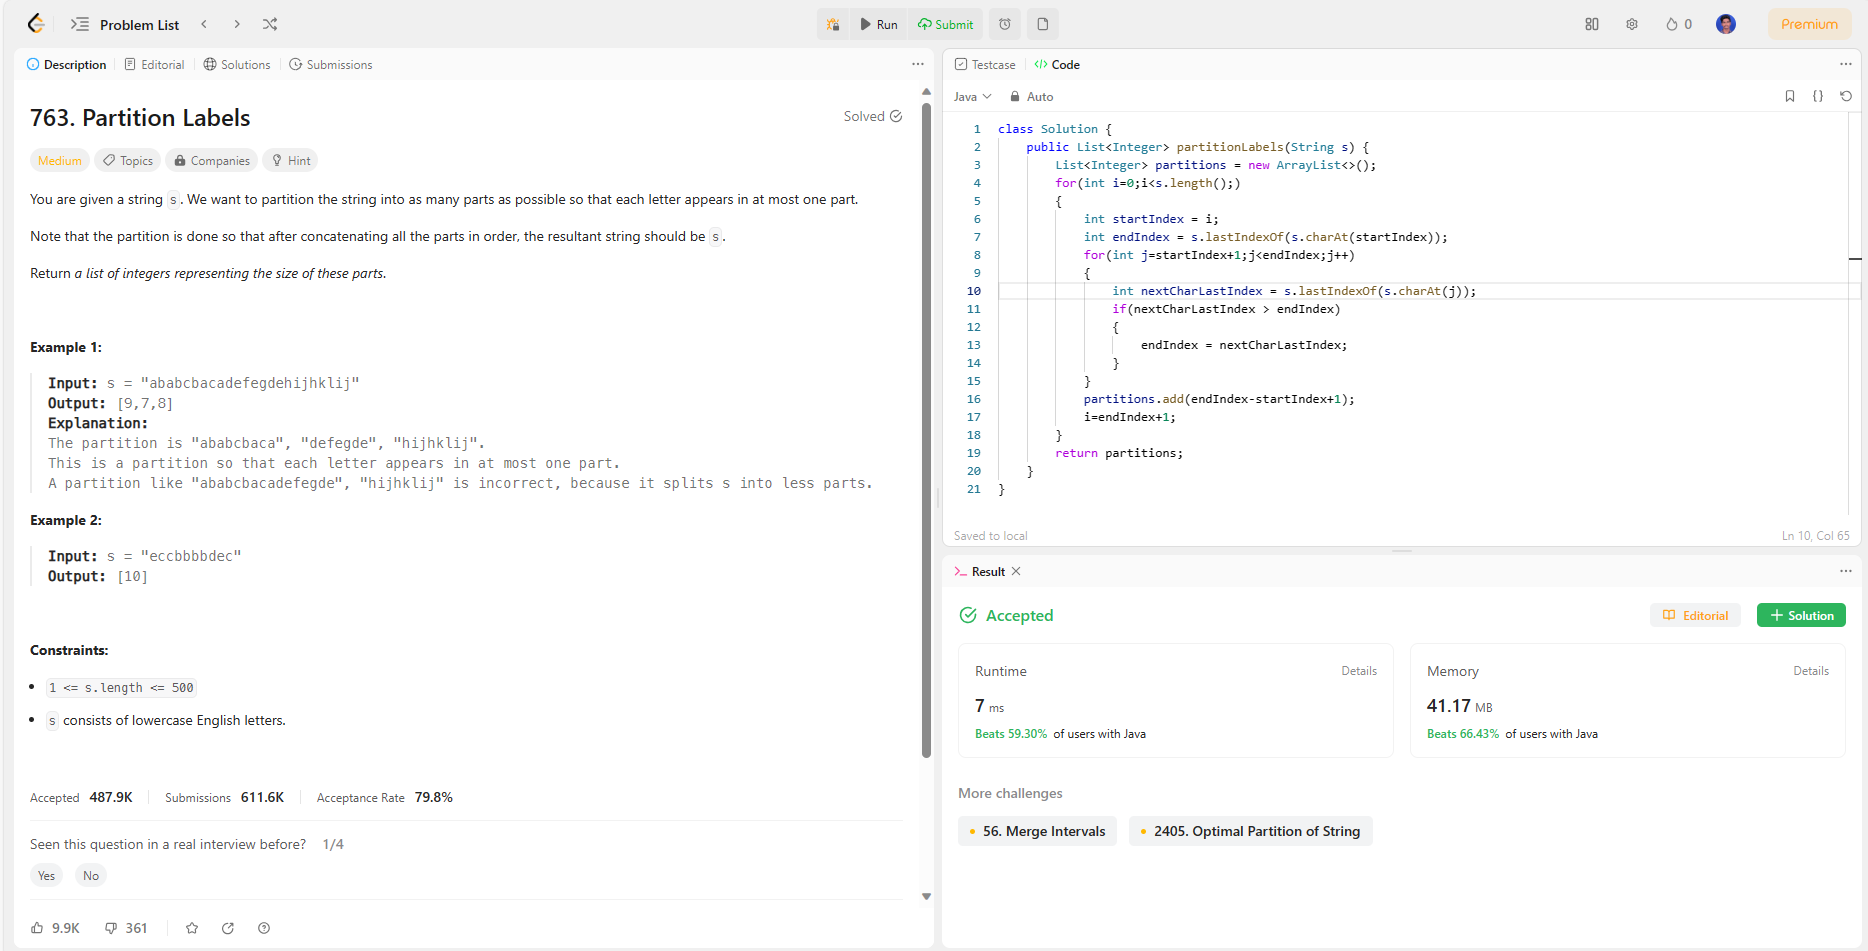 Problem List
Run
Submit
0
Premium
Description
Editorial
Solutions
Submissions
763. Partition Labels
Solved
Medium
Topics
Companies
Hint
You are given a string s. We want to partition the string into as many parts as possible so that each letter appears in at most one part.
Note that the partition is done so that after concatenating all the parts in order, the resultant string should be s.
Return a list of integers representing the size of these parts.
Example 1:
Input: s = "ababcbacadefegdehijhklij"
Output: [9,7,8]
Explanation:
The partition is "ababcbaca", "defegde", "hijhklij".
This is a partition so that each letter appears in at most one part.
A partition like "ababcbacadefegde", "hijhklij" is incorrect, because it splits s into less parts.
Example 2:
Input: s = "eccbbbbdec"
Output: [10]
Constraints:
1 <= s.length <= 500
s consists of lowercase English letters.
Accepted 487.9K
Submissions 611.6K
Acceptance Rate 79.8%
Seen this question in a real interview before? 1/4
Yes
No
9.9K
361
Testcase
</> Code
Java
Auto
{}
1 class Solution {
2 public List<Integer> partitionLabels(String s) {
3 List<Integer> partitions = new ArrayList<>();
4 for(int i=0;i<s.length();)
5 {
6 int startIndex = i;
7 int endIndex = s.lastIndexOf(s.charAt(startIndex));
8 for(int j=startIndex+1;j<endIndex;j++)
9 {
10 int nextCharLastIndex = s.lastIndexOf(s.charAt(j));
11 if(nextCharLastIndex > endIndex)
12 {
13 endIndex = nextCharLastIndex;
14 }
15 }
16 partitions.add(endIndex-startIndex+1);
17 i=endIndex+1;
18 }
19 return partitions;
20 }
21 }
Saved to local
Ln 10, Col 65
Result
Accepted
Editorial
+ Solution
Runtime
Details
7 ms
Beats 59.30% of users with Java
Memory
Details
41.17 MB
Beats 66.43% of users with Java
More challenges
56. Merge Intervals
2405. Optimal Partition of String